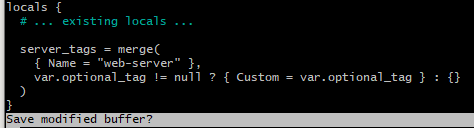 locals {
  # ... existing locals ...

  server_tags = merge(
    { Name = "web-server" },
    var.optional_tag != null ? { Custom = var.optional_tag } : {}
  )
}
Save modified buffer?